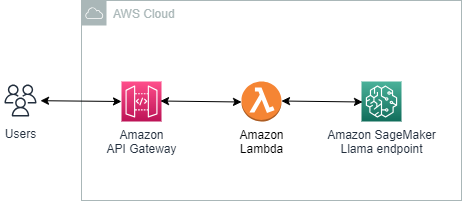 AWS Cloud
Users
Amazon
API Gateway
Amazon
Lambda
Amazon SageMaker
Llama endpoint